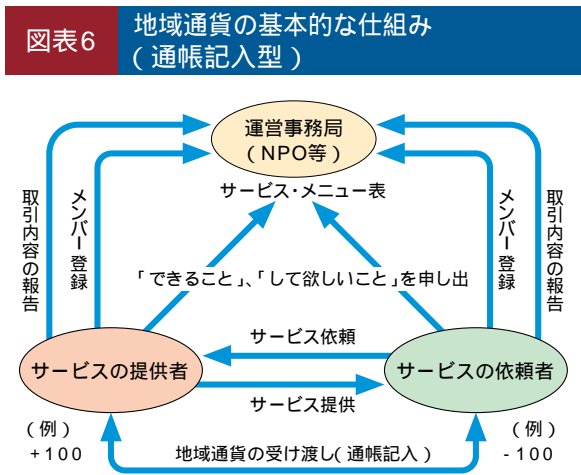 図表6
地域通貨の基本的な仕組み
（通帳記入型）
運営事務局
（NPO等）
サービス・メニュー表
取引内容の報告
メンバー登録
メンバー登録
取引内容の報告
「できること」、「して欲しいこと」を申し出
サービス依頼
サービスの提供者
サービスの依頼者
サービス提供
（例）
+100
地域通貨の受け渡し（通帳記入）
（例）
-100